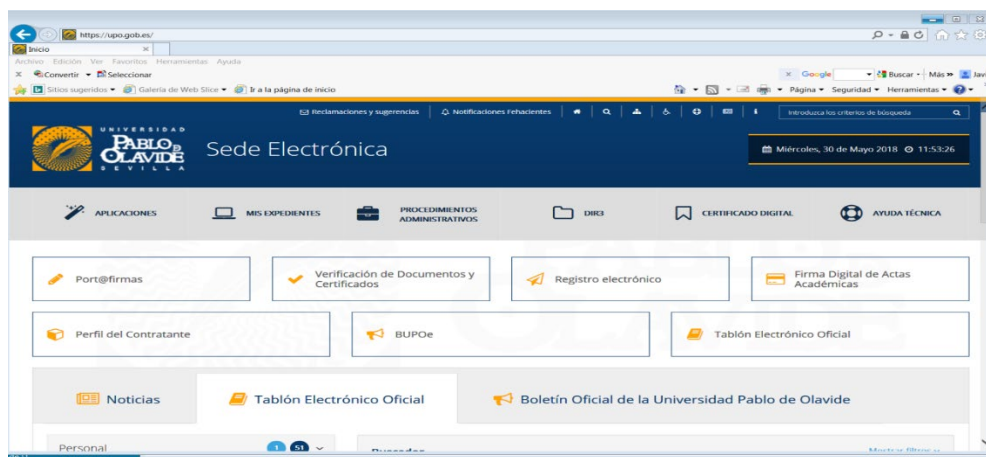 https://upo.gob.es/
Inicio
Archivo Edición Ver Favoritos Herramientas Ayuda
Convertir Seleccionar
Google Buscar Más »
Sitios sugeridos Galería de Web Slice Ir a la página de inicio
Página Seguridad Herramientas
Reclamaciones y sugerencias Notificaciones Fehacientes Introduzca los criterios de búsqueda
UNIVERSIDAD
PABLO DE
OLAVIDE
SEVILLA
Sede Electrónica
Miércoles, 30 de Mayo 2018 11:53:26
APLICACIONES
MIS EXPEDIENTES
PROCEDIMIENTOS
ADMINISTRATIVOS
DIR3
CERTIFICADO DIGITAL
AYUDA TÉCNICA
Port@firmas
Verificación de Documentos y
Certificados
Registro electrónico
Firma Digital de Actas
Académicas
Perfil del Contratante
BUPOe
Tablón Electrónico Oficial
Noticias
Tablón Electrónico Oficial
Boletín Oficial de la Universidad Pablo de Olavide
Personal 1 51
Buscador
Mostrar filtros